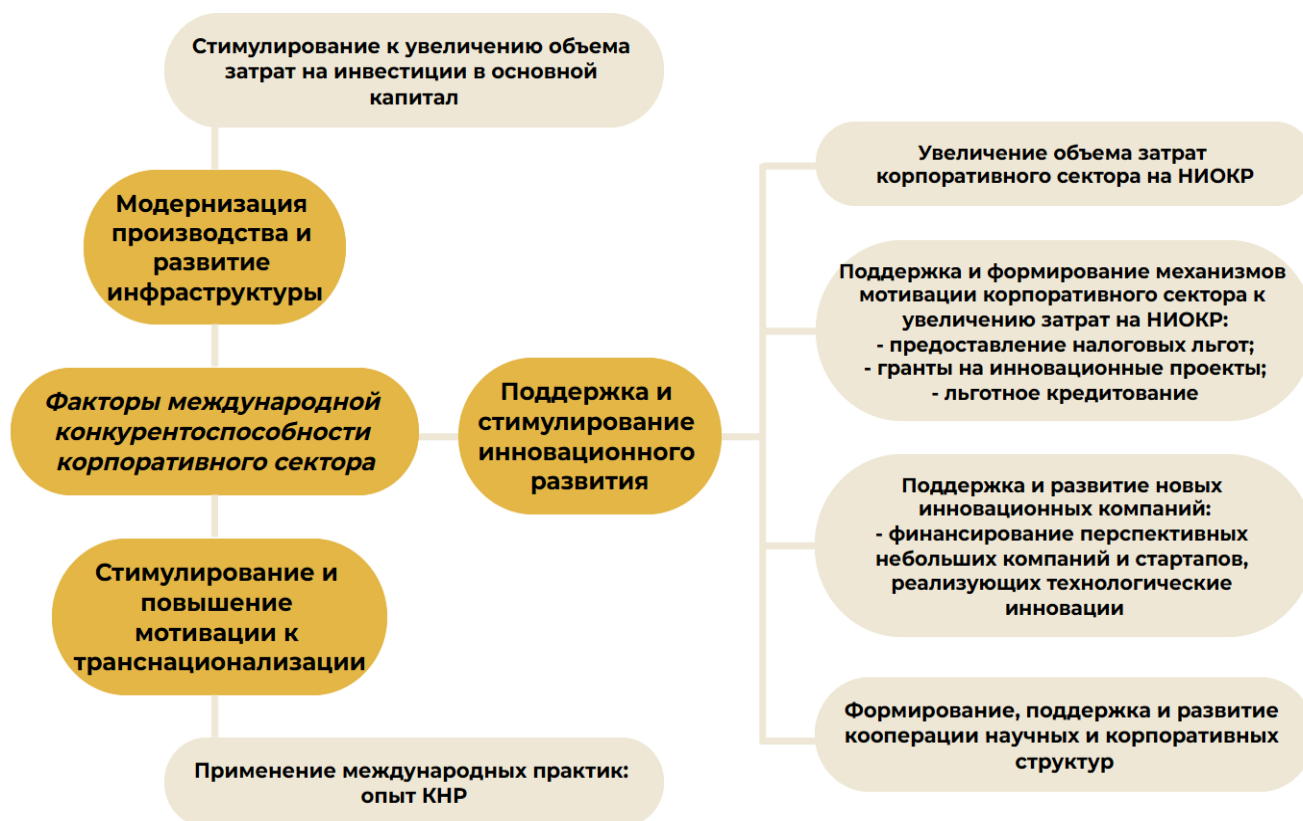 Стимулирование к увеличению объема
затрат на инвестиции в основной
капитал
Модернизация
производства и
развитие
инфраструктуры
Факторы международной
конкурентоспособности
корпоративного сектора
Стимулирование и
повышение
мотивации к
транснационализации
Применение международных практик:
опыт КНР
Поддержка и
стимулирование
инновационного
развития
Увеличение объема затрат
корпоративного сектора на НИОКР
Поддержка и формирование механизмов
мотивации корпоративного сектора к
увеличению затрат на НИОКР:
- предоставление налоговых льгот;
- гранты на инновационные проекты;
- льготное кредитование
Поддержка и развитие новых
инновационных компаний:
- финансирование перспективных
небольших компаний и стартапов,
реализующих технологические
инновации
Формирование, поддержка и развитие
кооперации научных и корпоративных
структур